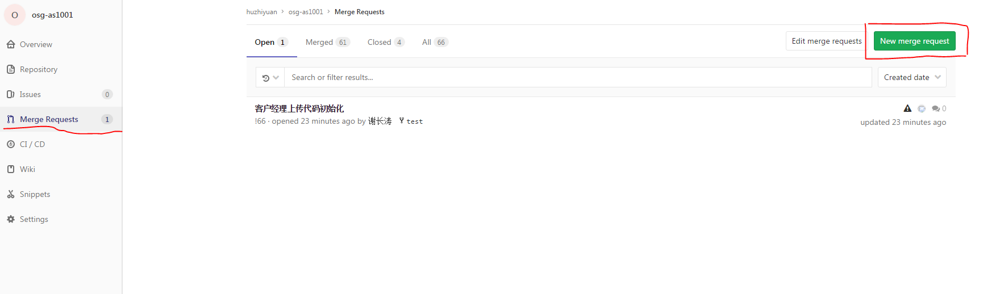 O osg-as1001
Overview
Repository
Issues 0
Merge Requests 1
CI / CD
Wiki
Snippets
Settings
huzhiyuan > osg-as1001 > Merge Requests
Open 1 Merged 61 Closed 4 All 66
Edit merge requests New merge request
Search or filter results... Created date
客户经理上传代码初始化 0
!66 · opened 23 minutes ago by 谢长涛 test updated 23 minutes ago